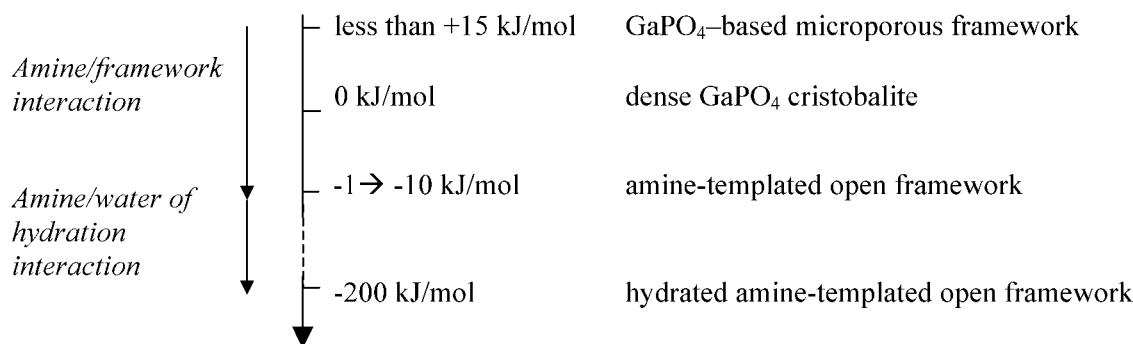 less than +15 kJ/mol GaPO₄–based microporous framework
Amine/framework
interaction
0 kJ/mol dense GaPO₄ cristobalite
-1→ -10 kJ/mol amine-templated open framework
Amine/water of
hydration
interaction
-200 kJ/mol hydrated amine-templated open framework